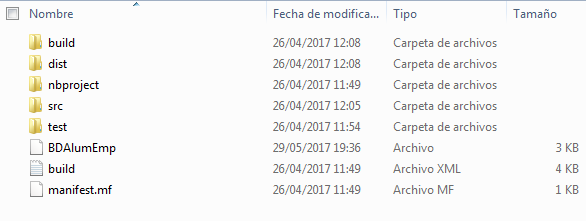 Nombre Fecha de modifica... Tipo Tamaño
build 26/04/2017 12:08 Carpeta de archivos
dist 26/04/2017 12:08 Carpeta de archivos
nbproject 26/04/2017 11:49 Carpeta de archivos
src 26/04/2017 12:05 Carpeta de archivos
test 26/04/2017 11:54 Carpeta de archivos
BDAlumEmp 29/05/2017 19:36 Archivo 3 KB
build 26/04/2017 11:49 Archivo XML 4 KB
manifest.mf 26/04/2017 11:49 Archivo MF 1 KB